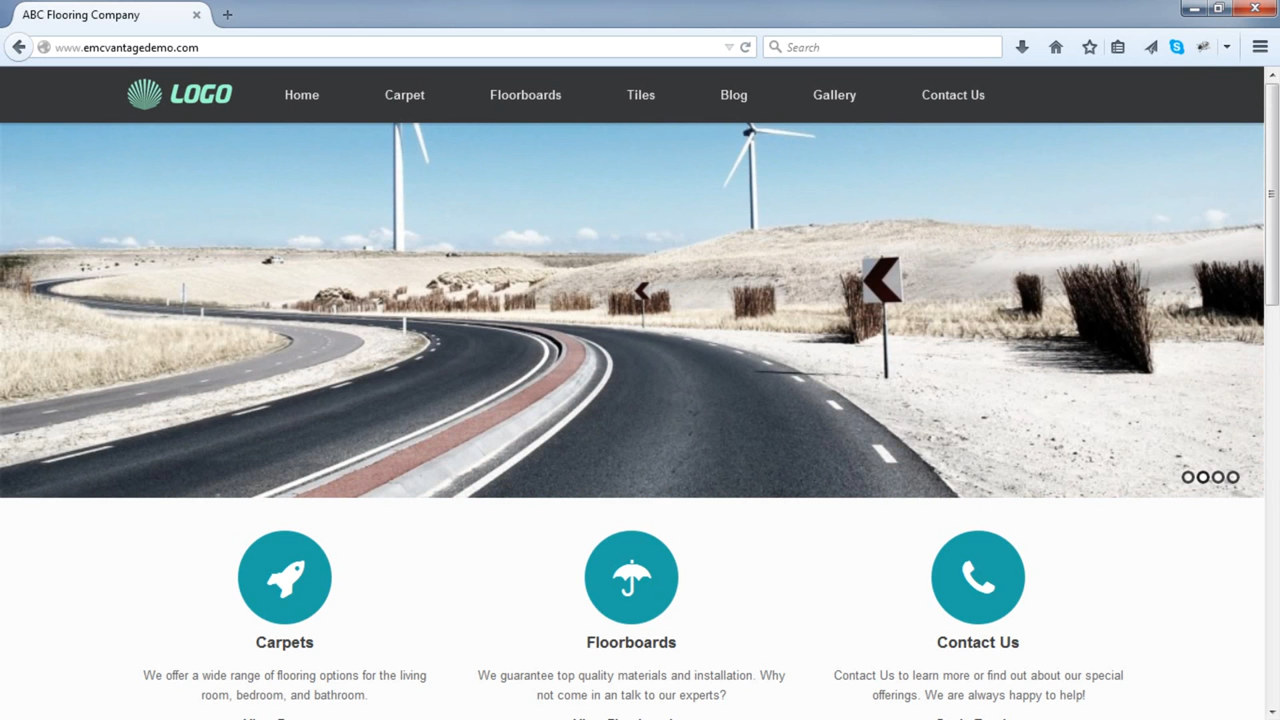 ABC Flooring Company
www.emcvantagedemo.com
Search
LOGO
Home
Carpet
Floorboards
Tiles
Blog
Gallery
Contact Us
Carpets
Floorboards
Contact Us
We offer a wide range of flooring options for the living
room, bedroom, and bathroom.
We guarantee top quality materials and installation. Why
not come in an talk to our experts?
Contact Us to learn more or find out about our special
offerings. We are always happy to help!